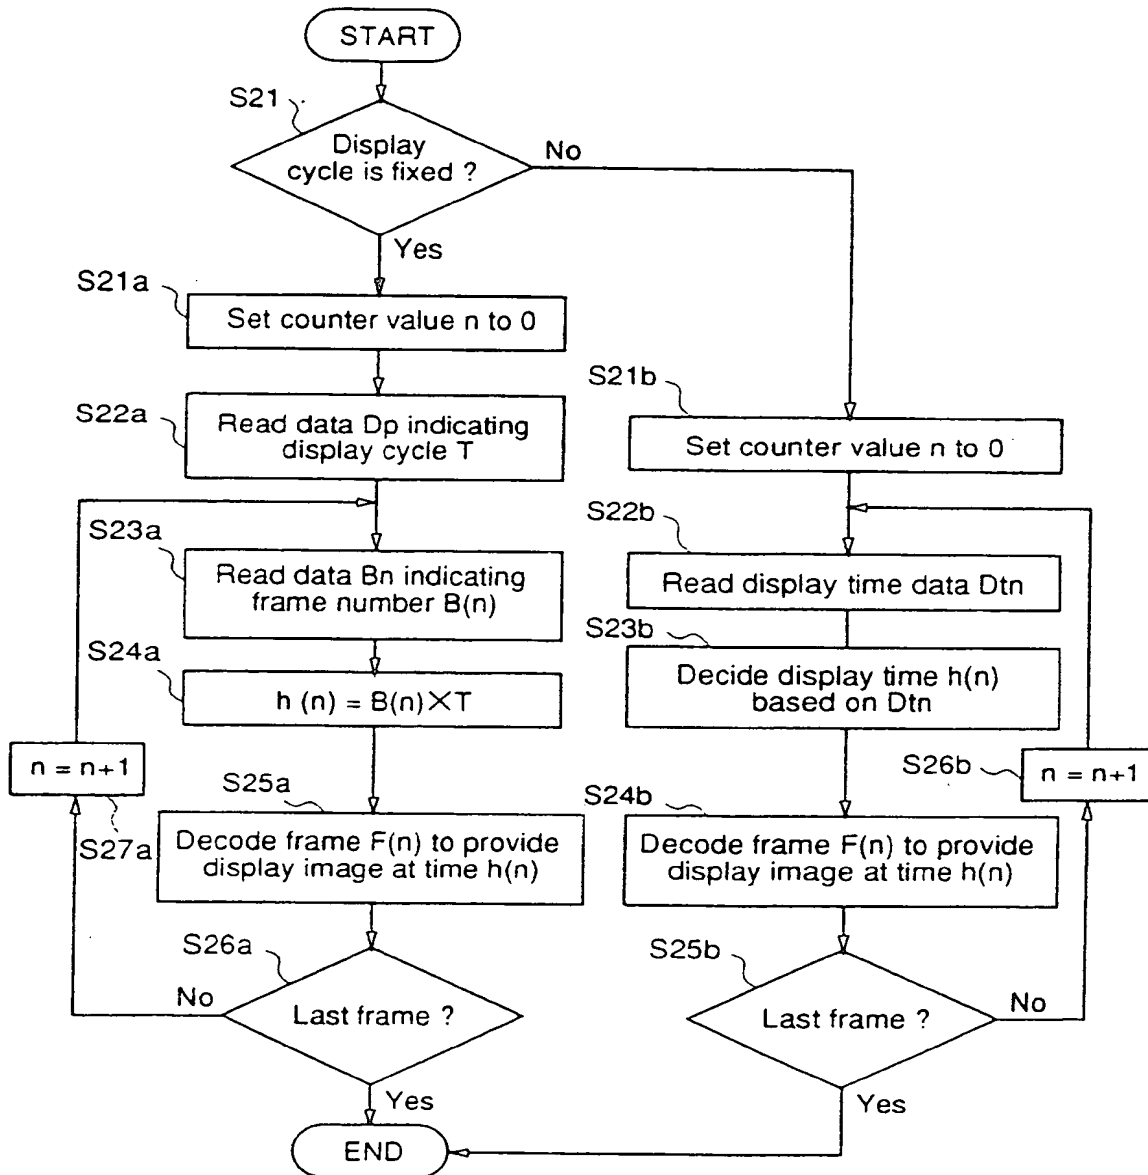 START
S21
Display
cycle is fixed ?
No
Yes
S21a
Set counter value n to 0
S22a
Read data Dp indicating
display cycle T
S23a
Read data Bn indicating
frame number B(n)
S24a
h (n) = B(n)×T
n = n+1
S27a
S25a
Decode frame F(n) to provide
display image at time h(n)
S26a
No
Last frame ?
Yes
END
S21b
Set counter value n to 0
S22b
Read display time data Dtn
S23b
Decide display time h(n)
based on Dtn
S26b
n = n+1
S24b
Decode frame F(n) to provide
display image at time h(n)
S25b
Last frame ?
No
Yes